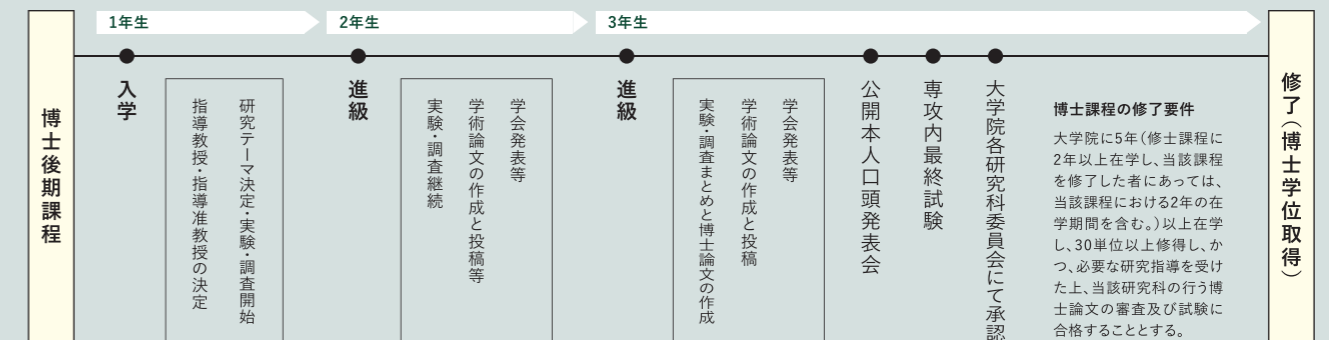 博士後期課程
1年生
2年生
3年生
入学
研究テーマ決定・実験・調査開始
指導教授・指導准教授の決定
進級
学会発表等
学術論文の作成と投稿等
実験・調査継続
進級
学会発表等
学術論文の作成と投稿
実験・調査まとめと博士論文の作成
公開本人口頭発表会
専攻内最終試験
大学院各研究科委員会にて承認
博士課程の修了要件
大学院に5年（修士課程に
2年以上在学し、当該課程
を修了した者にあっては、
当該課程における2年の在
学期間を含む。）以上在学
し、30単位以上修得し、か
つ、必要な研究指導を受け
た上、当該研究科の行う博
士論文の審査及び試験に
合格することとする。
修了（博士学位取得）